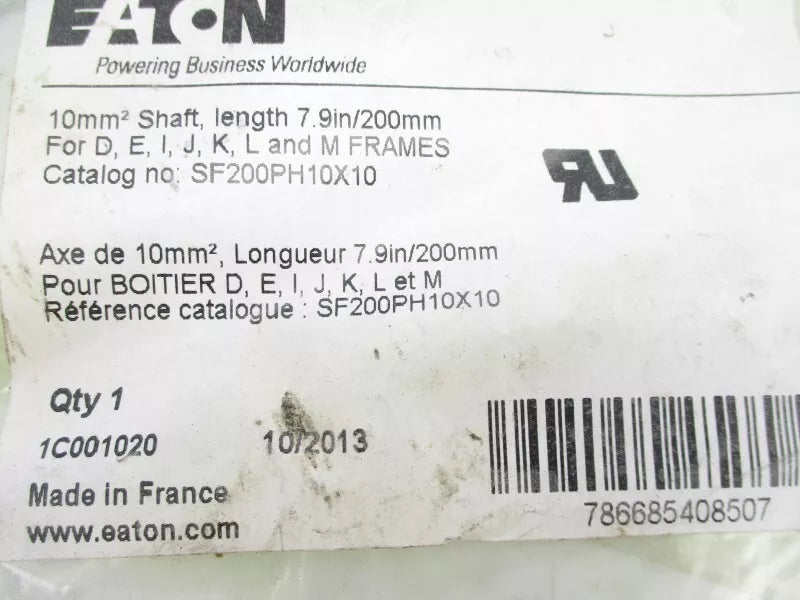 EATON
Powering Business Worldwide
10mm² Shaft, length 7.9in/200mm
For D, E, I, J, K, L and M FRAMES
Catalog no: SF200PH10X10
Axe de 10mm², Longueur 7.9in/200mm
Pour BOITIER D, E, I, J, K, L et M
Référence catalogue : SF200PH10X10
Qty 1
1C001020 10/2013
Made in France
www.eaton.com
786685408507